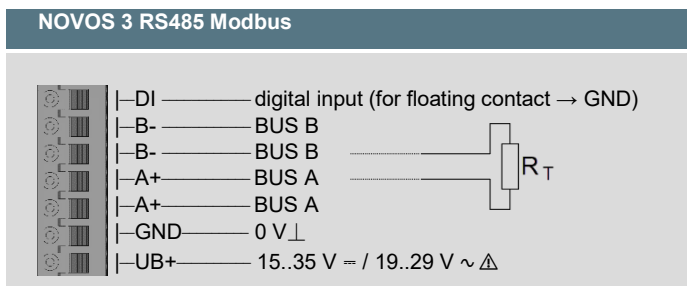 NOVOS 3 RS485 Modbus
DI digital input (for floating contact → GND)
B- BUS B
B- BUS B
A+ BUS A
A+ BUS A
RT
GND 0 V⊥
UB+ 15..35 V ⎓ / 19..29 V ∿ ⚠